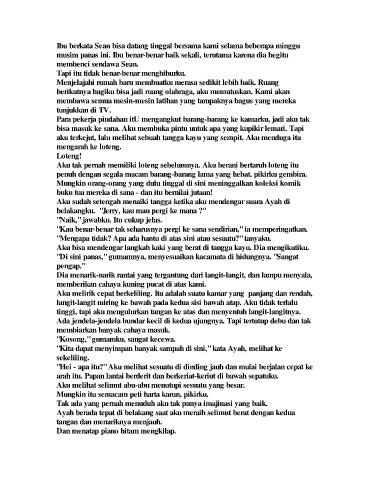 Ibu berkata Sean bisa datang tinggal bersama kami selama beberapa minggu
musim panas ini. Ibu benar-benar baik sekali, terutama karena dia begitu
membenci sendawa Sean.
Tapi itu tidak benar-benar menghiburku.
Menjelajahi rumah baru membuatku merasa sedikit lebih baik. Ruang
berikutnya bagiku bisa jadi ruang olahraga, aku memutuskan. Kami akan
membawa semua mesin-mesin latihan yang tampaknya bagus yang mereka
tunjukkan di TV.
Para pekerja pindahan itU mengangkut barang-barang ke kamarku, jadi aku tak
bisa masuk ke sana. Aku membuka pintu untuk apa yang kupikir lemari. Tapi
aku terkejut, lalu melihat sebuah tangga kayu yang sempit. Aku menduga itu
mengarah ke loteng.
Loteng!
Aku tak pernah memiliki loteng sebelumnya. Aku berani bertaruh loteng itu
penuh dengan segala macam barang-barang lama yang hebat, pikirku gembira.
Mungkin orang-orang yang dulu tinggal di sini meninggalkan koleksi komik
buku tua mereka di sana - dan itu bernilai jutaan!
Aku sudah setengah menaiki tangga ketika aku mendengar suara Ayah di
belakangku.  "Jerry, kau mau pergi ke mana ?"
"Naik," jawabku. Itu cukup jelas.
"Kau benar-benar tak seharusnya pergi ke sana sendirian," ia memperingatkan.
"Mengapa tidak? Apa ada hantu di atas sini atau sesuatu?" tanyaku.
Aku bisa mendengar langkah kaki yang berat di tangga kayu. Dia mengikutiku.
"Di sini panas," gumamnya, menyesuaikan kacamata di hidungnya. "Sangat
pengap."
Dia menarik-narik rantai yang tergantung dari langit-langit, dan lampu menyala,
memberikan cahaya kuning pucat di atas kami.
Aku melirik cepat berkeliling. Itu adalah suatu kamar yang  panjang dan rendah,
langit-langit miring ke bawah pada kedua sisi bawah atap. Aku tidak terlalu
tinggi, tapi aku mengulurkan tangan ke atas dan menyentuh langit-langitnya.
Ada jendela-jendela bundar kecil di kedua ujungnya. Tapi tertutup debu dan tak
membiarkan banyak cahaya masuk.
"Kosong," gumamku, sangat kecewa.
"Kita dapat menyimpan banyak sampah di sini," kata Ayah, melihat ke
sekeliling.
"Hei - apa itu?" Aku melihat sesuatu di dinding jauh dan mulai berjalan cepat ke
arah itu. Papan lantai berderit dan berkeriat-keriut di bawah sepatuku.
Aku melihat selimut abu-abu menutupi sesuatu yang besar.
Mungkin itu semacam peti harta karun, pikirku.
Tak ada yang pernah menuduh aku tak punya imajinasi yang baik.
Ayah berada tepat di belakang saat aku meraih selimut berat dengan kedua
tangan dan menariknya menjauh.
Dan menatap piano hitam mengkilap.